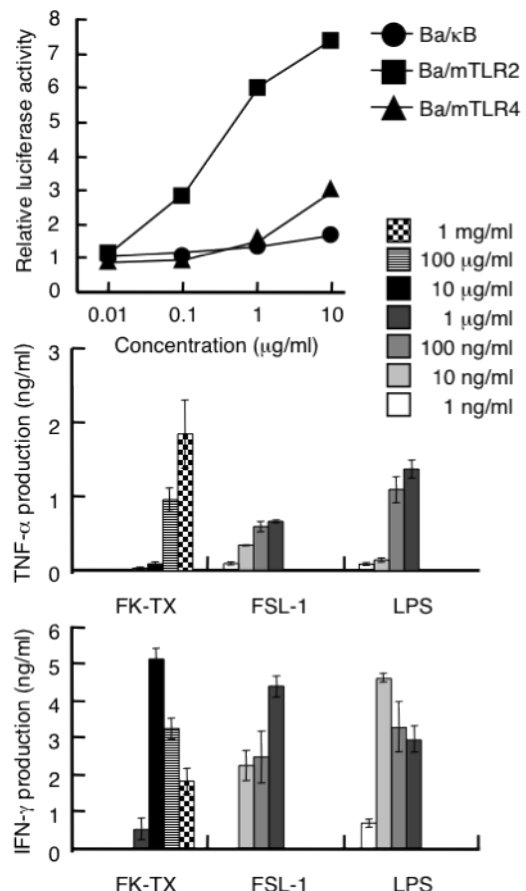 Relative luciferase activity
8
7
6
5
4
3
2
1
0
0.01 0.1 1 10
Concentration (μg/ml)
Ba/κB
Ba/mTLR2
Ba/mTLR4
1 mg/ml
100 μg/ml
10 μg/ml
1 μg/ml
100 ng/ml
10 ng/ml
1 ng/ml
TNF-α production (ng/ml)
3
2
1
0
FK-TX FSL-1 LPS
IFN-γ production (ng/ml)
6
5
4
3
2
1
0
FK-TX FSL-1 LPS